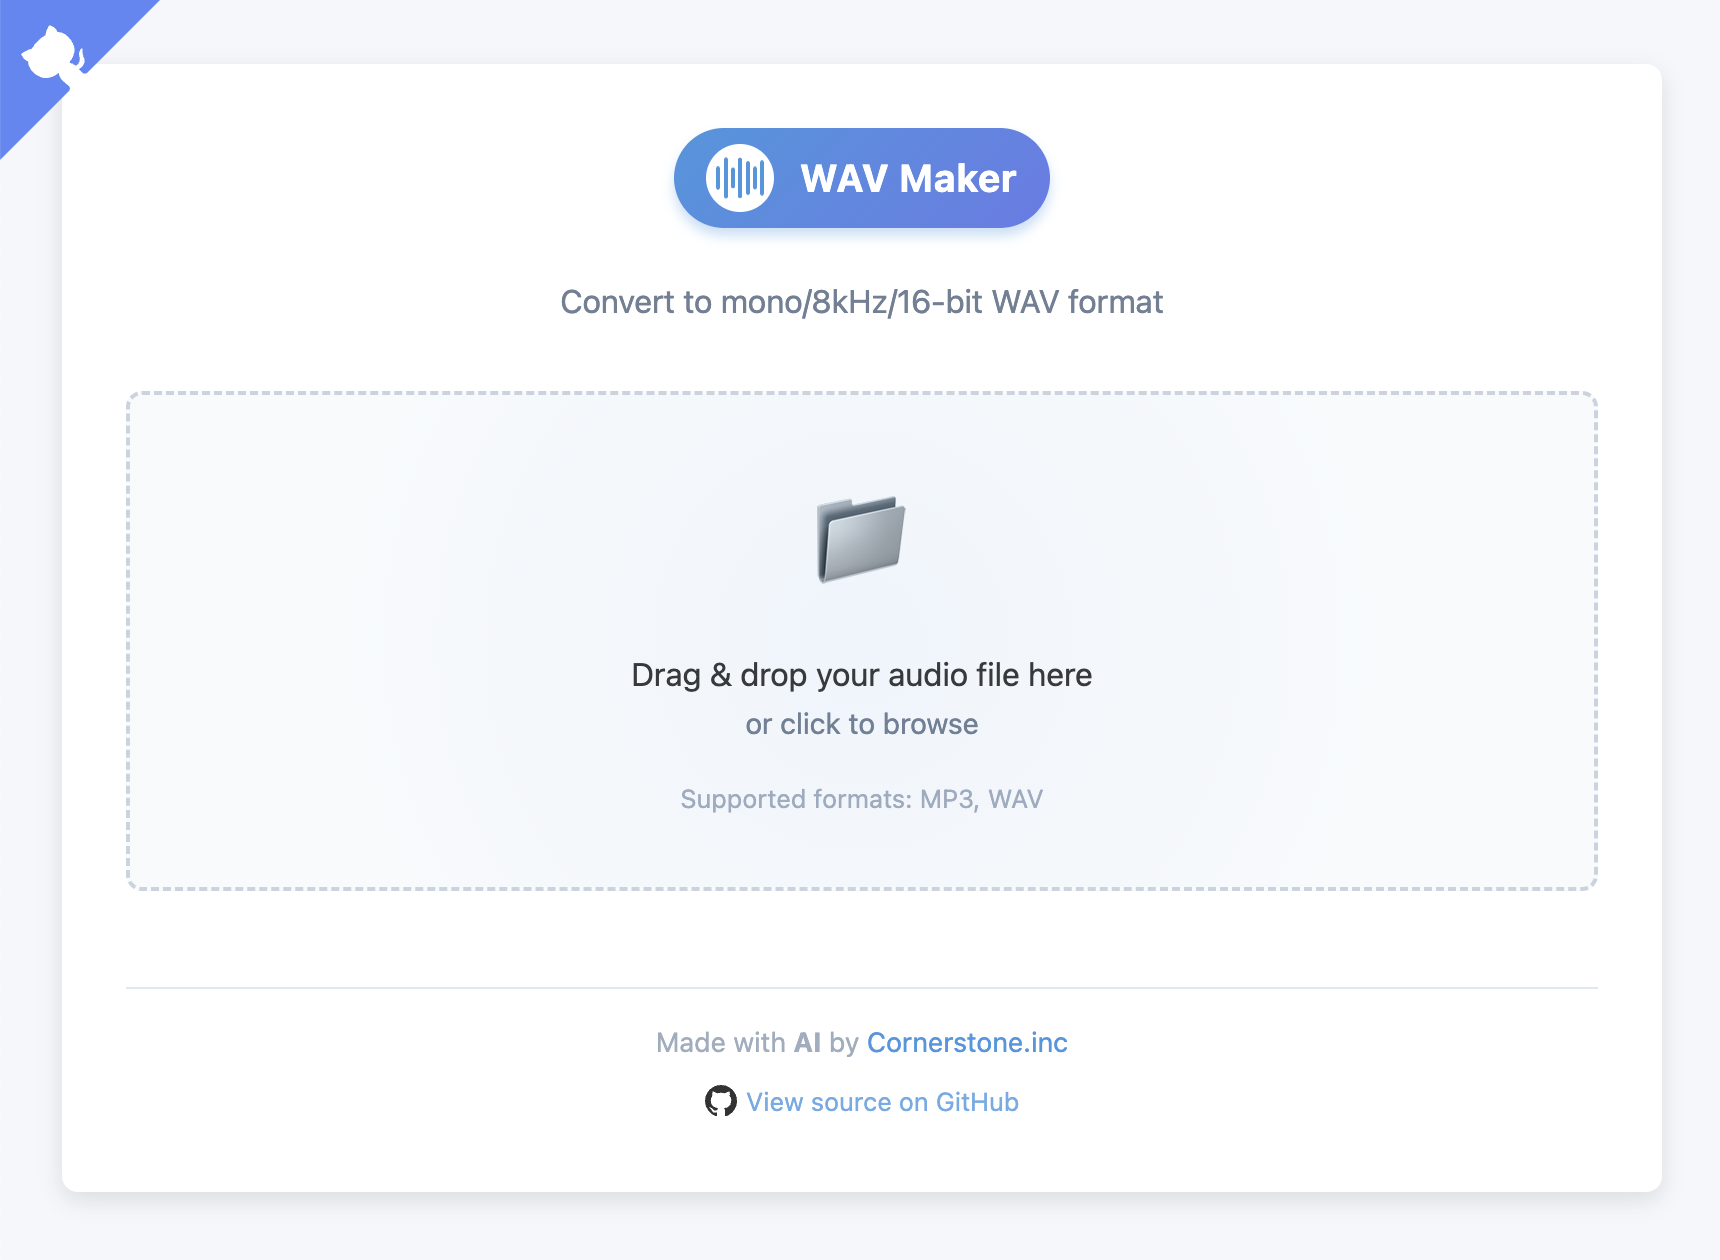 WAV Maker
Convert to mono/8kHz/16-bit WAV format
Drag & drop your audio file here
or click to browse
Supported formats: MP3, WAV
Made with AI by Cornerstone.inc
View source on GitHub